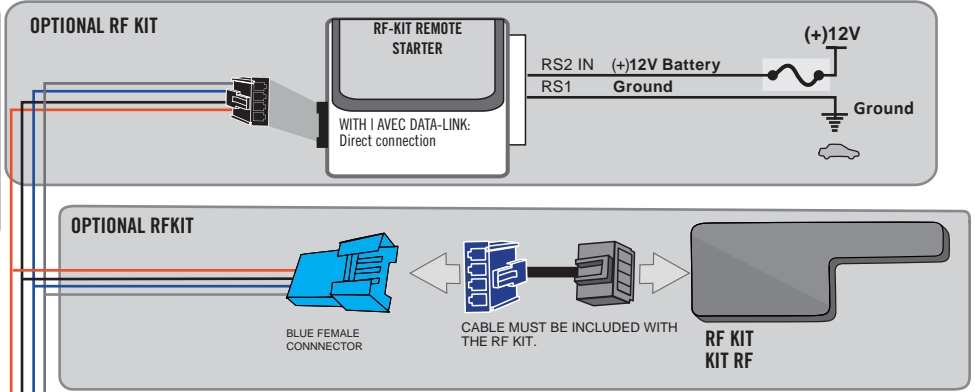 OPTIONAL RF KIT
RF-KIT REMOTE
STARTER
WITH I AVEC DATA-LINK:
Direct connection
RS2 IN (+)12V Battery
RS1 Ground
(+)12V
Ground
OPTIONAL RFKIT
BLUE FEMALE
CONNNECTOR
CABLE MUST BE INCLUDED WITH
THE RF KIT.
RF KIT
KIT RF